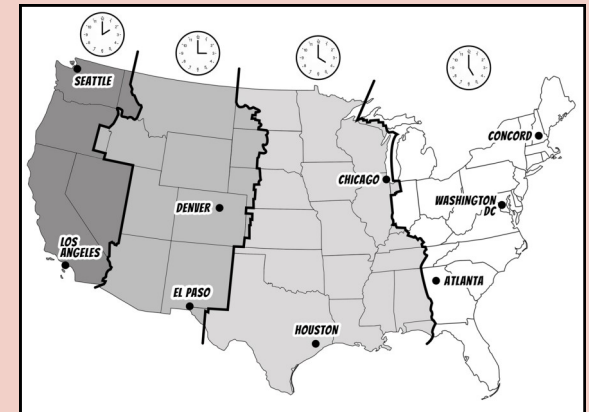 SEATTLE
CONCORD
CHICAGO
WASHINGTON
DC
DENVER
LOS
ANGELES
ATLANTA
EL PASO
HOUSTON